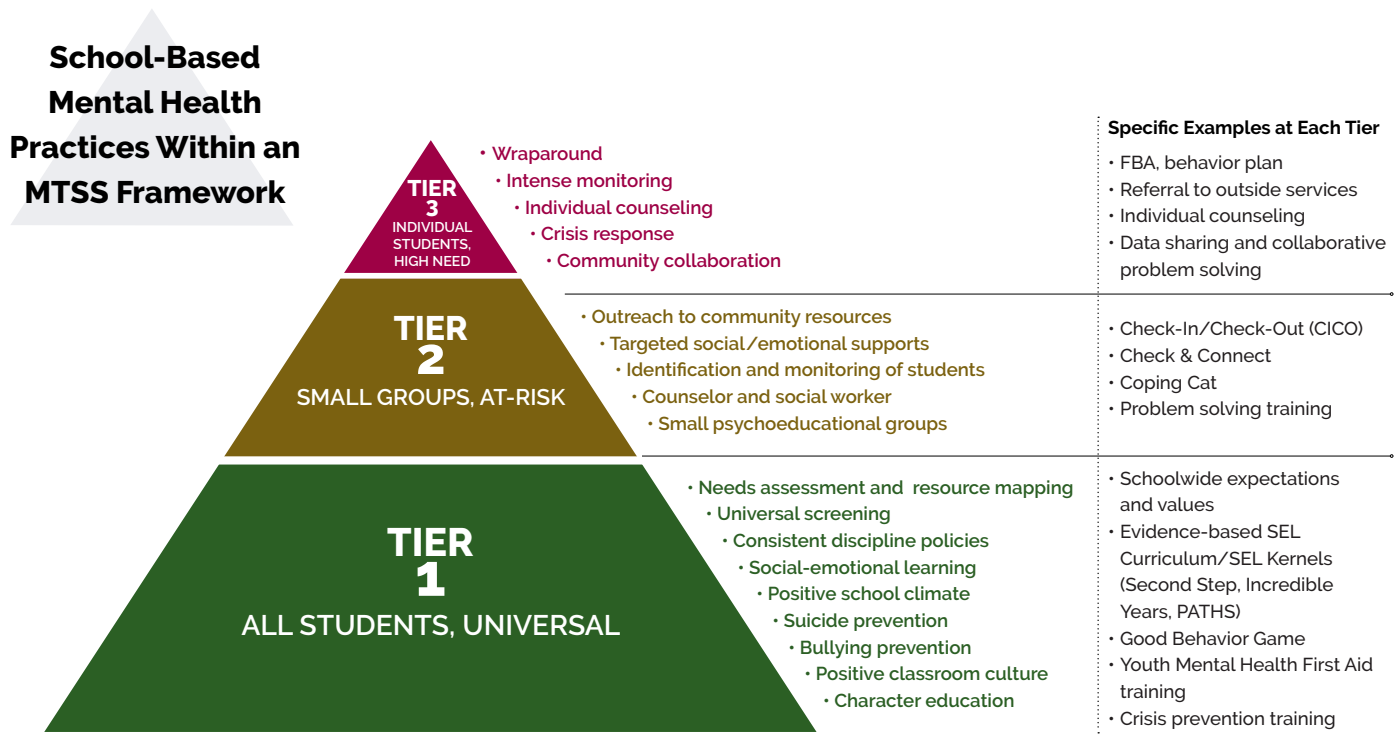 School-Based
Mental Health
Practices Within an
MTSS Framework
TIER
3
INDIVIDUAL
STUDENTS,
HIGH NEED
• Wraparound
• Intense monitoring
• Individual counseling
• Crisis response
• Community collaboration
Specific Examples at Each Tier
• FBA, behavior plan
• Referral to outside services
• Individual counseling
• Data sharing and collaborative
problem solving
TIER
2
SMALL GROUPS, AT-RISK
• Outreach to community resources
• Targeted social/emotional supports
• Identification and monitoring of students
• Counselor and social worker
• Small psychoeducational groups
• Check-In/Check-Out (CICO)
• Check & Connect
• Coping Cat
• Problem solving training
TIER
1
ALL STUDENTS, UNIVERSAL
• Needs assessment and resource mapping
• Universal screening
• Consistent discipline policies
• Social-emotional learning
• Positive school climate
• Suicide prevention
• Bullying prevention
• Positive classroom culture
• Character education
• Schoolwide expectations
and values
• Evidence-based SEL
Curriculum/SEL Kernels
(Second Step, Incredible
Years, PATHS)
• Good Behavior Game
• Youth Mental Health First Aid
training
• Crisis prevention training